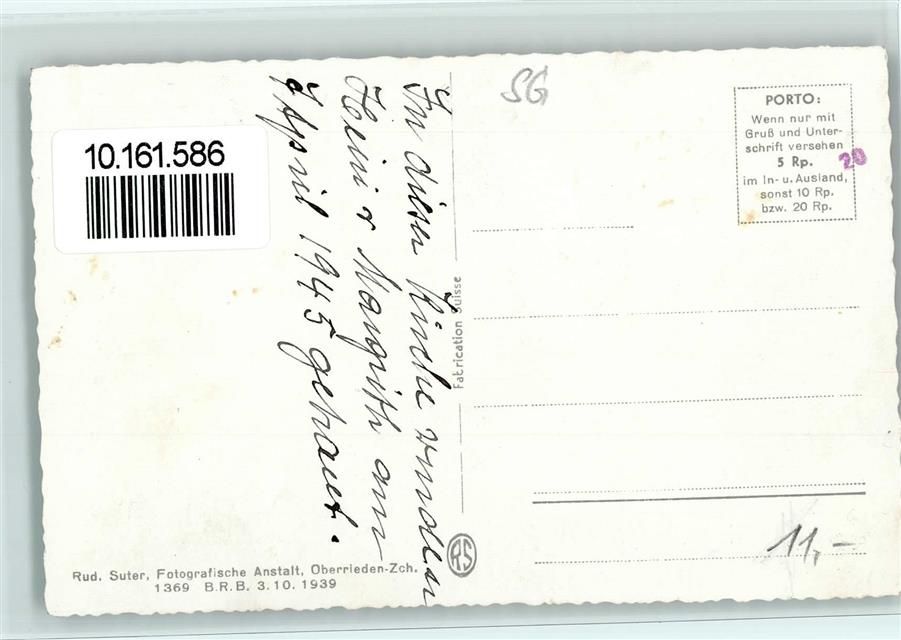 10.161.586
In dieser Kirche wurden
Heini & Margrith am
7 April 1945 getraut.
Fabrication Suisse
SG
PORTO:
Wenn nur mit
Gruß und Unter-
schrift versehen
5 Rp.
im In- u. Ausland,
sonst 10 Rp.
bzw. 20 Rp.
20
RS
11,-
Rud. Suter, Fotografische Anstalt, Oberrieden-Zch.
1369 B.R.B. 3.10. 1939